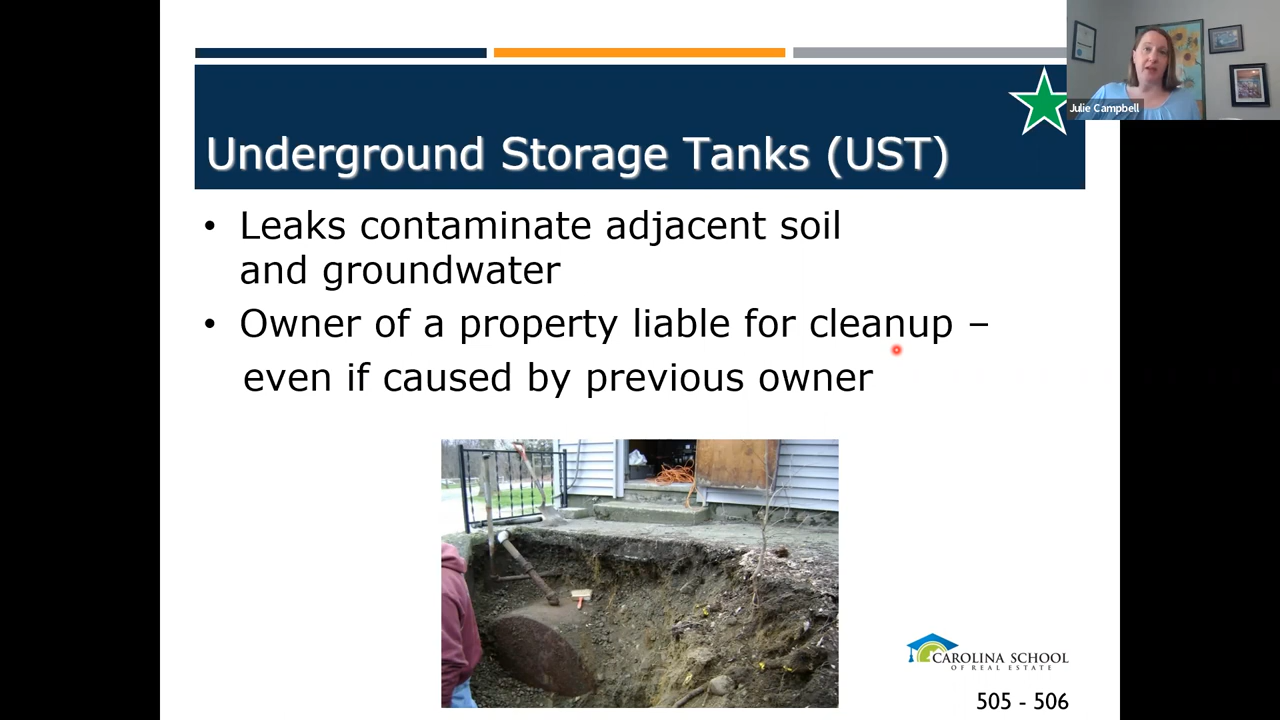 Julie Campbell
Underground Storage Tanks (UST)
• Leaks contaminate adjacent soil
and groundwater
• Owner of a property liable for cleanup –
even if caused by previous owner
CAROLINA SCHOOL
OF REAL ESTATE
505 - 506